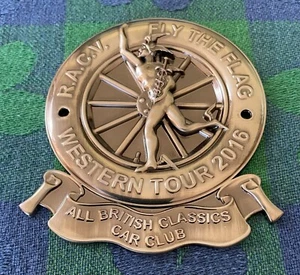 R.A.C.V. FLY THE FLAG
WESTERN TOUR 2016
ALL BRITISH CLASSICS
CAR CLUB